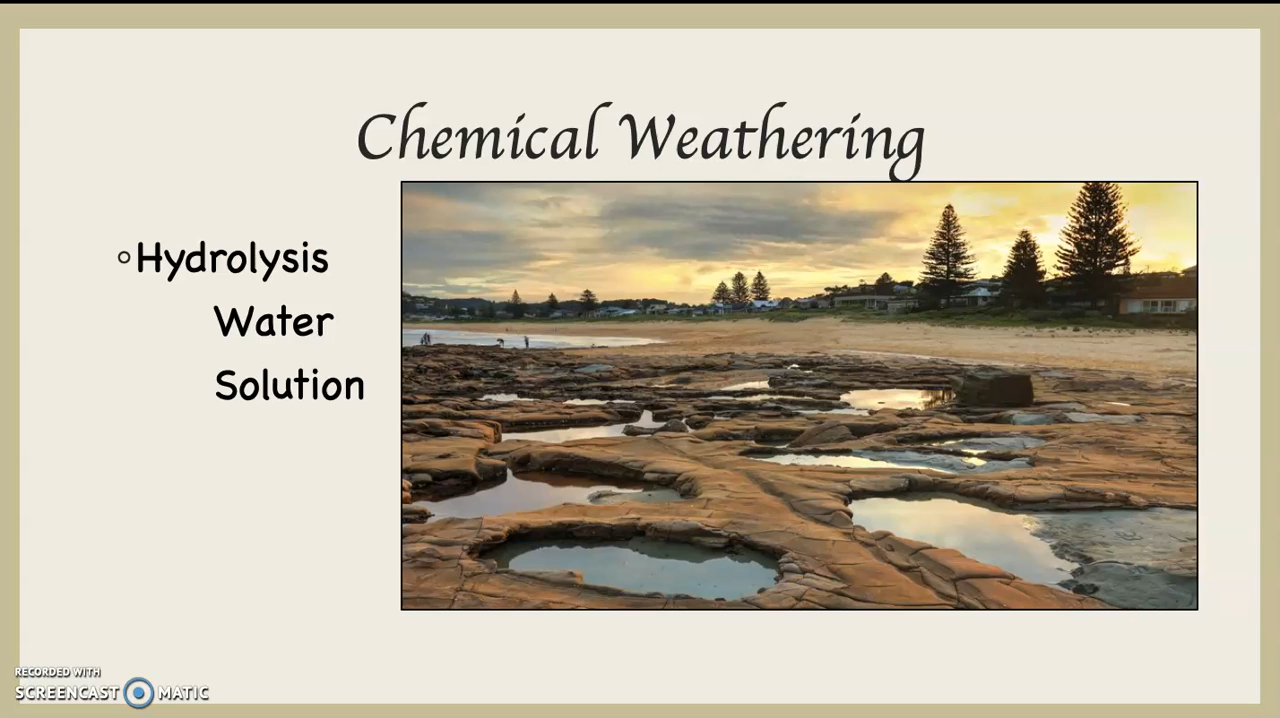 Chemical Weathering
Hydrolysis
Water
Solution
RECORDED WITH
SCREENCAST MATIC